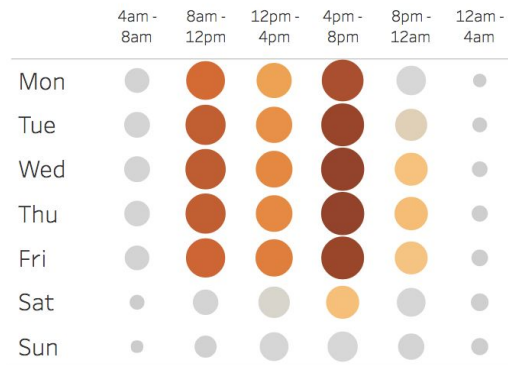 4am - 8am - 12pm - 4pm - 8pm - 12am -
8am 12pm 4pm 8pm 12am 4am
Mon
Tue
Wed
Thu
Fri
Sat
Sun